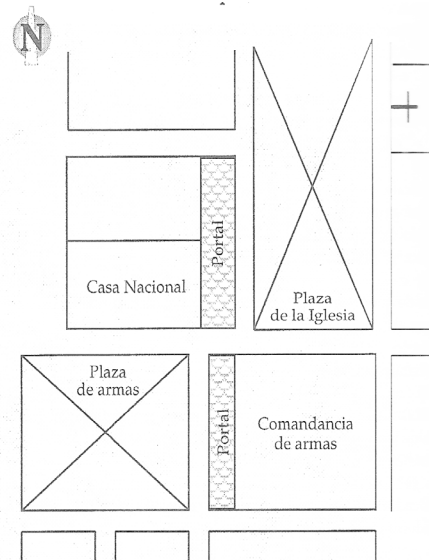 N
Portal
Casa Nacional
Plaza
de la Iglesia
Plaza
de armas
Portal
Comandancia
de armas